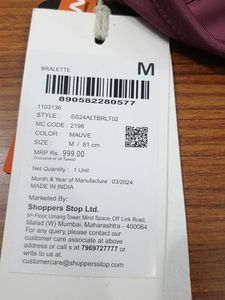 BRALETTE
M
8905822280577
1103136
STYLE : SS24ALTBRLT02
MC CODE : 2198
COLOR : MAUVE
SIZE : M / 81 cm
MRP Rs. 999.00
(inclusive of all Taxes)
Net Quantity : 1 Unit
Month & Year of Manufacture : 03/2024
MADE IN INDIA
Marketed By:
Shoppers Stop Ltd.
5th Floor, Umang Tower, Mind Space, Off Link Road,
Malad (W) Mumbai, Maharashtra - 400064
For any query, please contact our
customer care associate at above
address or call s at 7969727777 or
write to us at :
customercare@shoppersstop.com